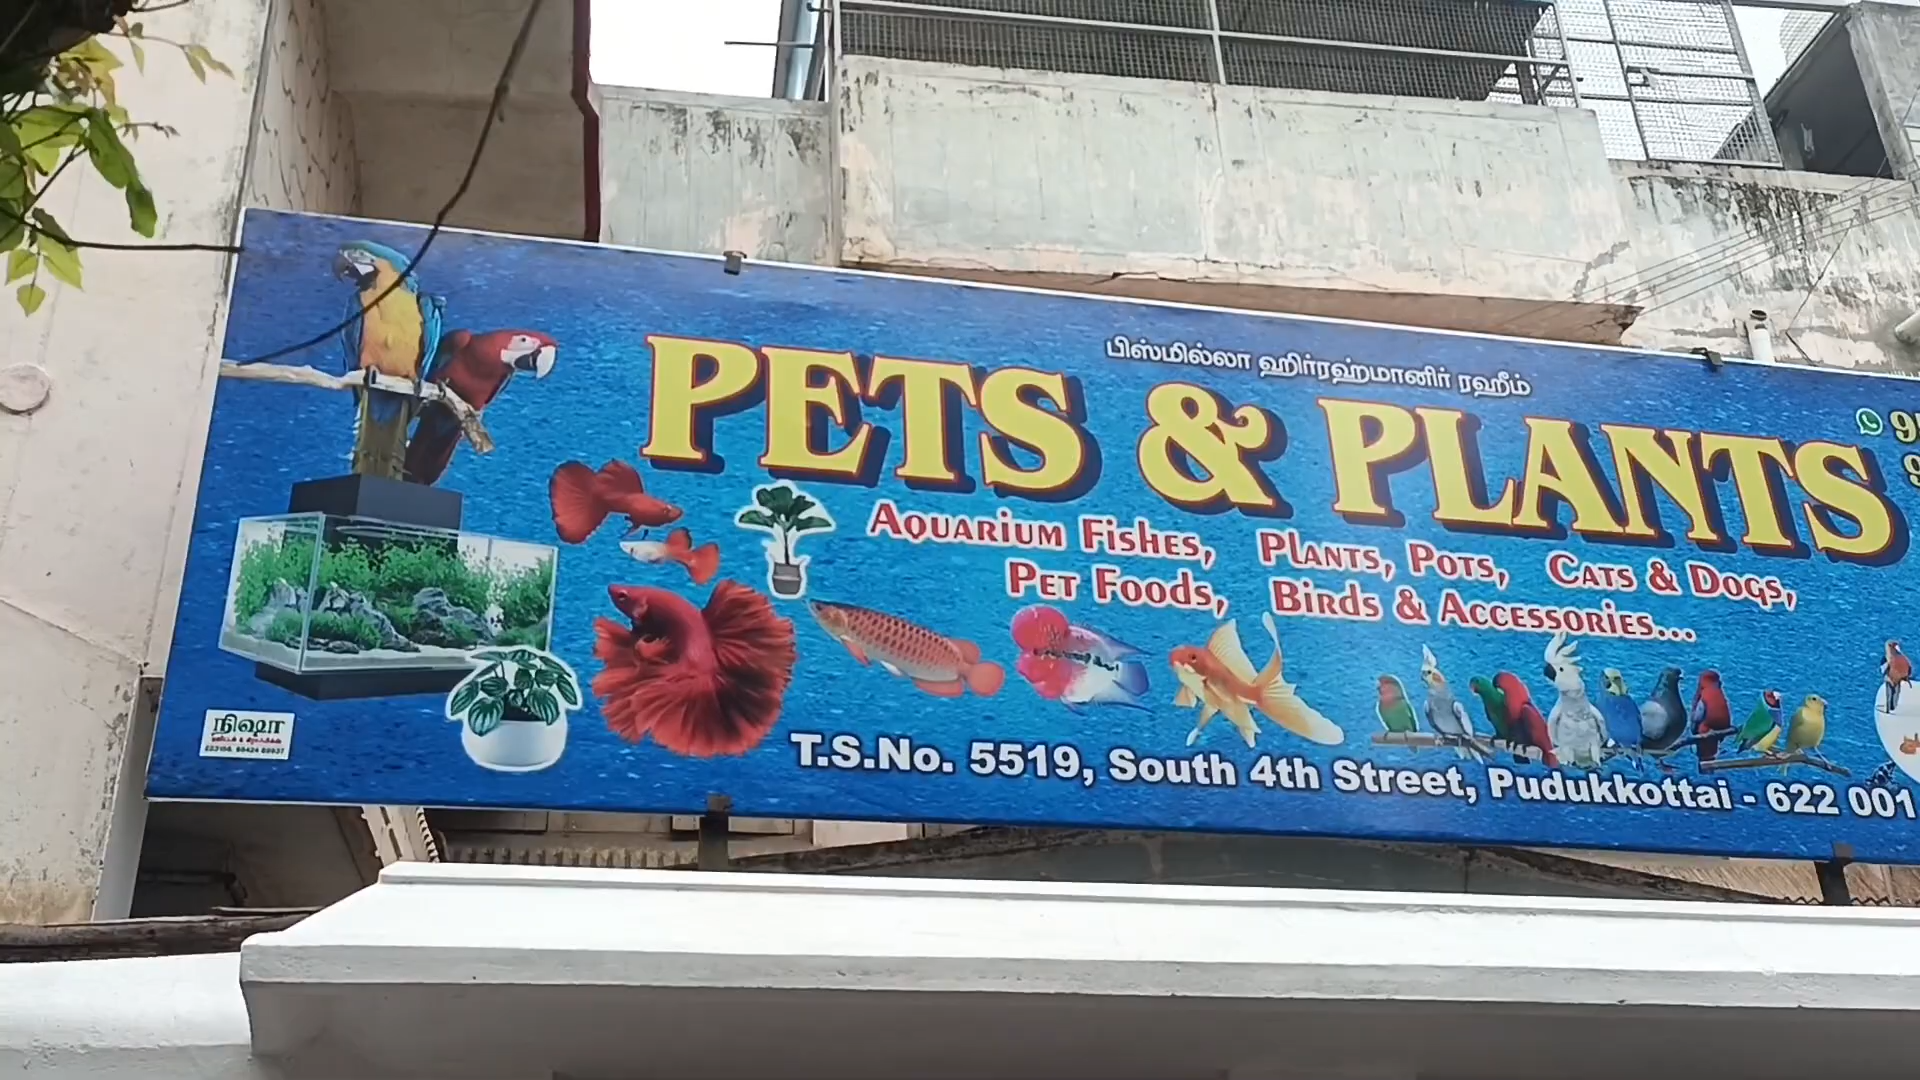 பிஸ்மில்லா ஹிர்ரஹ்மானிர் ரஹீம்
PETS & PLANTS
AQUARIUM FISHES, PLANTS, POTS, CATS & DOGS,
PET FOODS, BIRDS & ACCESSORIES...
T.S.No. 5519, South 4th Street, Pudukkottai - 622 001
நிஷா